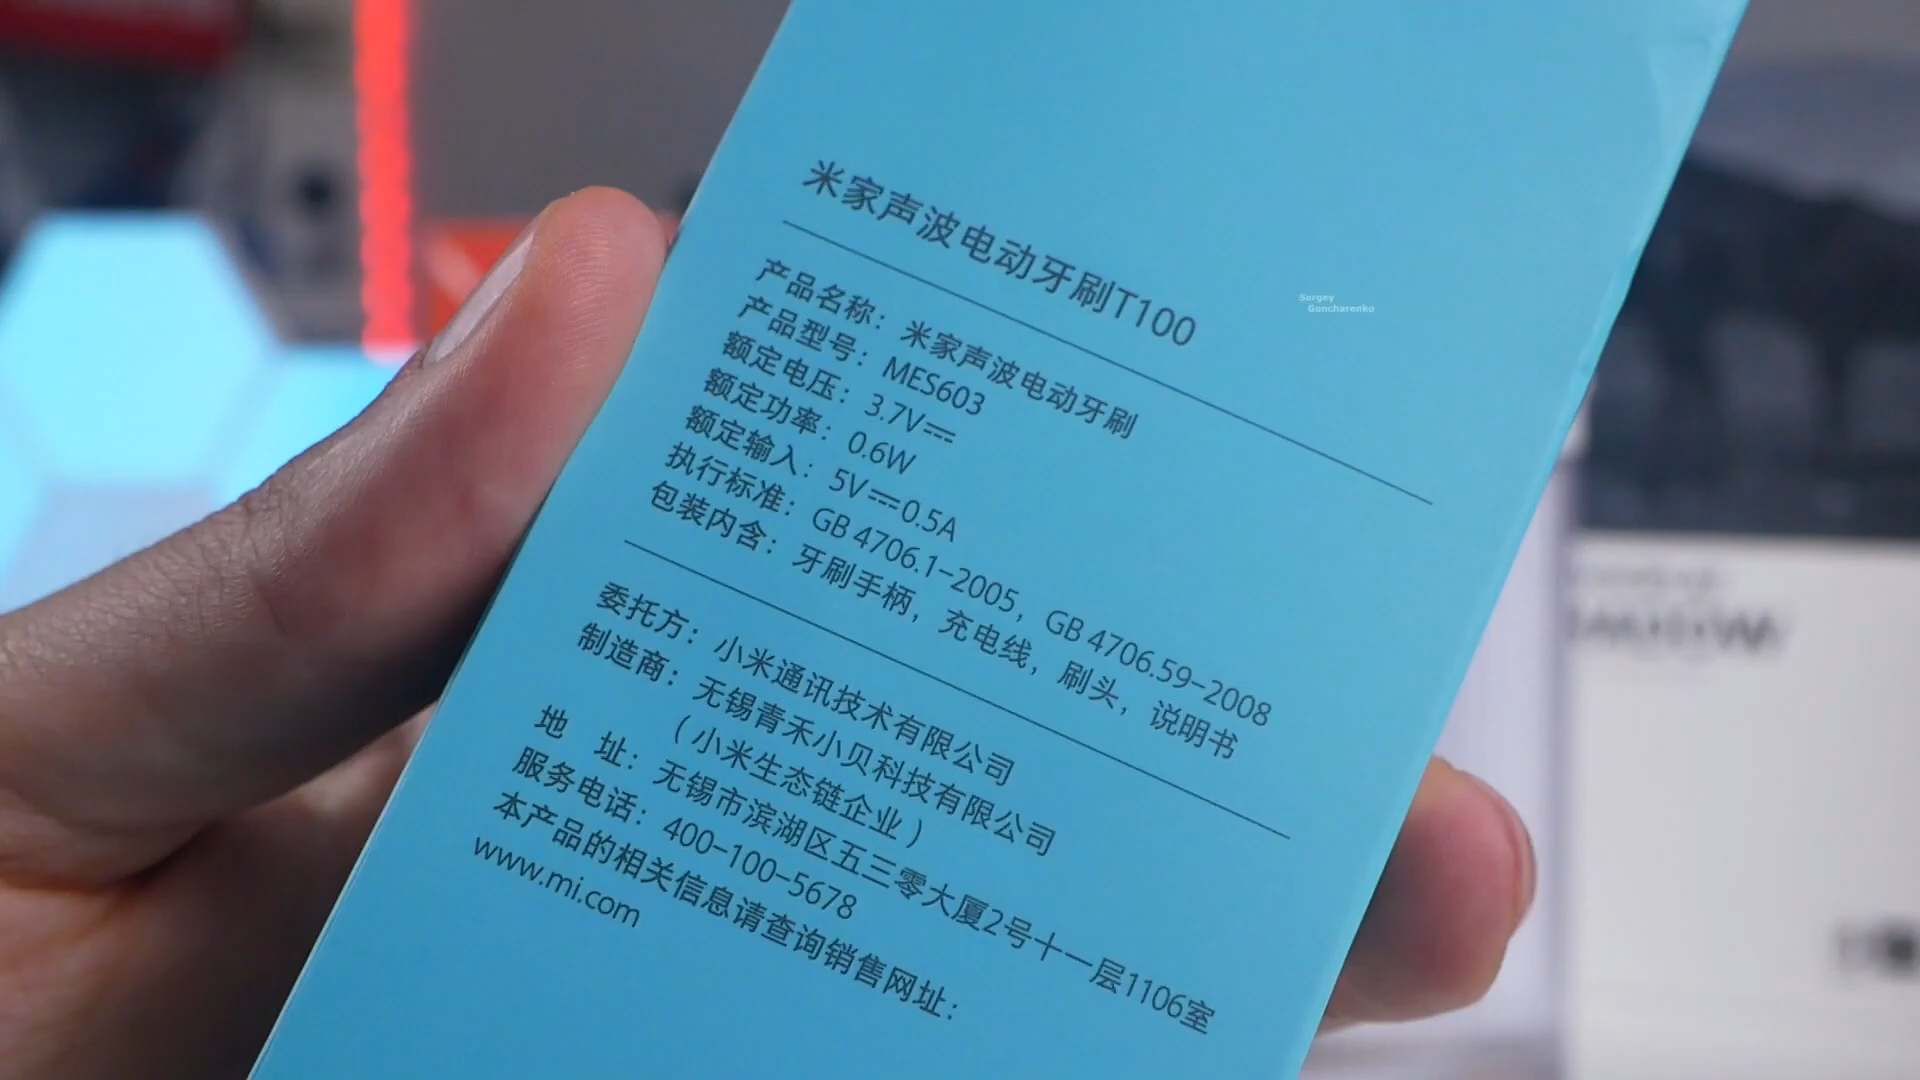 米家声波电动牙刷T100
产品名称：米家声波电动牙刷
产品型号：MES603
额定电压：3.7V⎓
额定功率：0.6W
额定输入：5V⎓0.5A
执行标准：GB 4706.1-2005，GB 4706.59-2008
包装内含：牙刷手柄，充电线，刷头，说明书
委托方：小米通讯技术有限公司
制造商：无锡青禾小贝科技有限公司
（小米生态链企业）
地 址：无锡市滨湖区五三零大厦2号十一层1106室
服务电话：400-100-5678
本产品的相关信息请查询销售网址：
www.mi.com
Sergey
Goncharenko